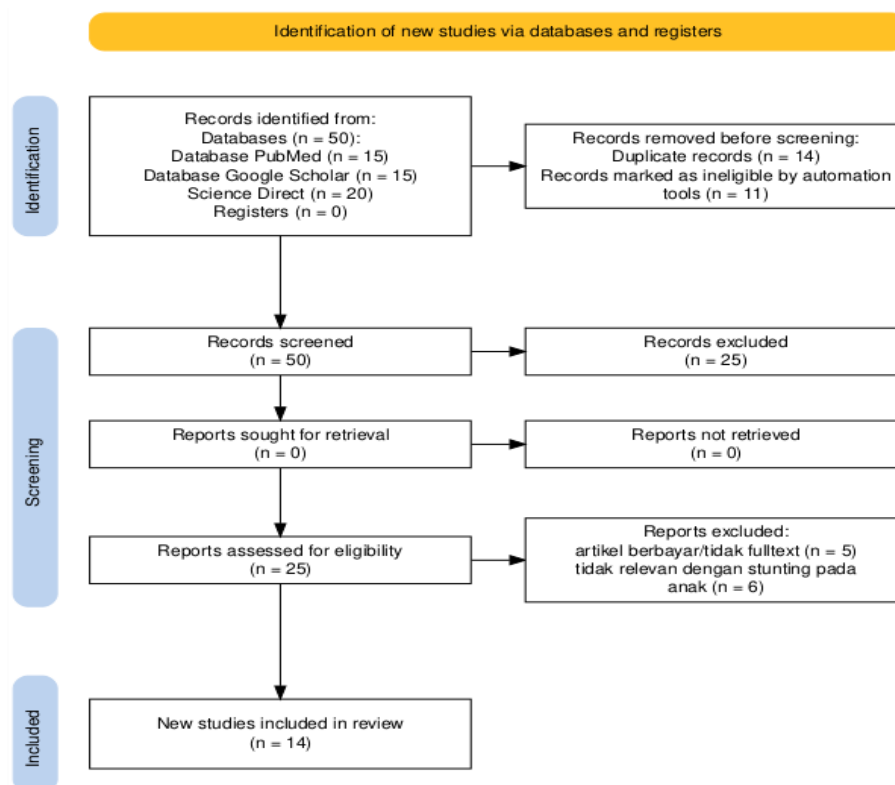 Identification of new studies via databases and registers
Identification
Records identified from:
Databases (n = 50):
Database PubMed (n = 15)
Database Google Scholar (n = 15)
Science Direct (n = 20)
Registers (n = 0)
Records removed before screening:
Duplicate records (n = 14)
Records marked as ineligible by automation
tools (n = 11)
Screening
Records screened
(n = 50)
Records excluded
(n = 25)
Reports sought for retrieval
(n = 0)
Reports not retrieved
(n = 0)
Reports assessed for eligibility
(n = 25)
Reports excluded:
artikel berbayar/tidak fulltext (n = 5)
tidak relevan dengan stunting pada
anak (n = 6)
Included
New studies included in review
(n = 14)